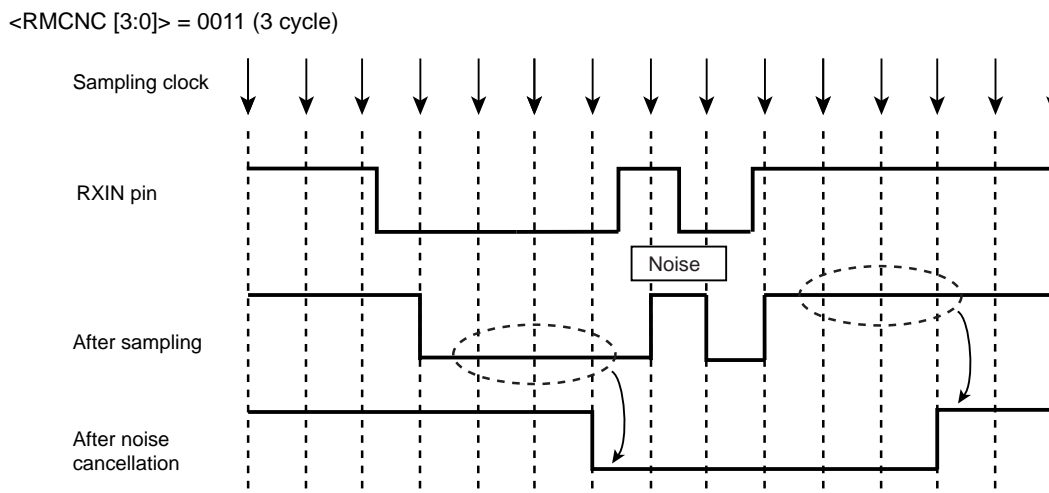 <RMCNC [3:0]> = 0011 (3 cycle)
Sampling clock
RXIN pin
Noise
After sampling
After noise
cancellation